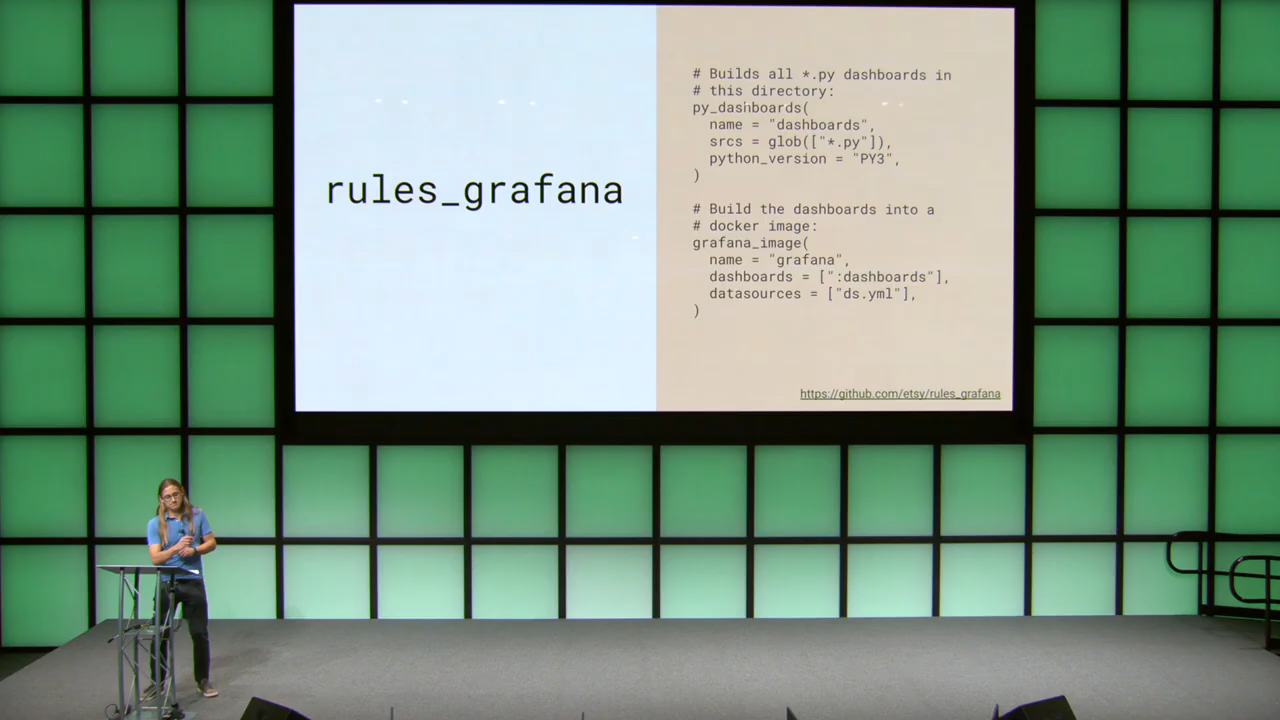 rules_grafana
# Builds all *.py dashboards in
# this directory:
py_dashboards(
  name = "dashboards",
  srcs = glob(["*.py"]),
  python_version = "PY3",
)
# Build the dashboards into a
# docker image:
grafana_image(
  name = "grafana",
  dashboards = [":dashboards"],
  datasources = ["ds.yml"],
)
https://github.com/etsy/rules_grafana